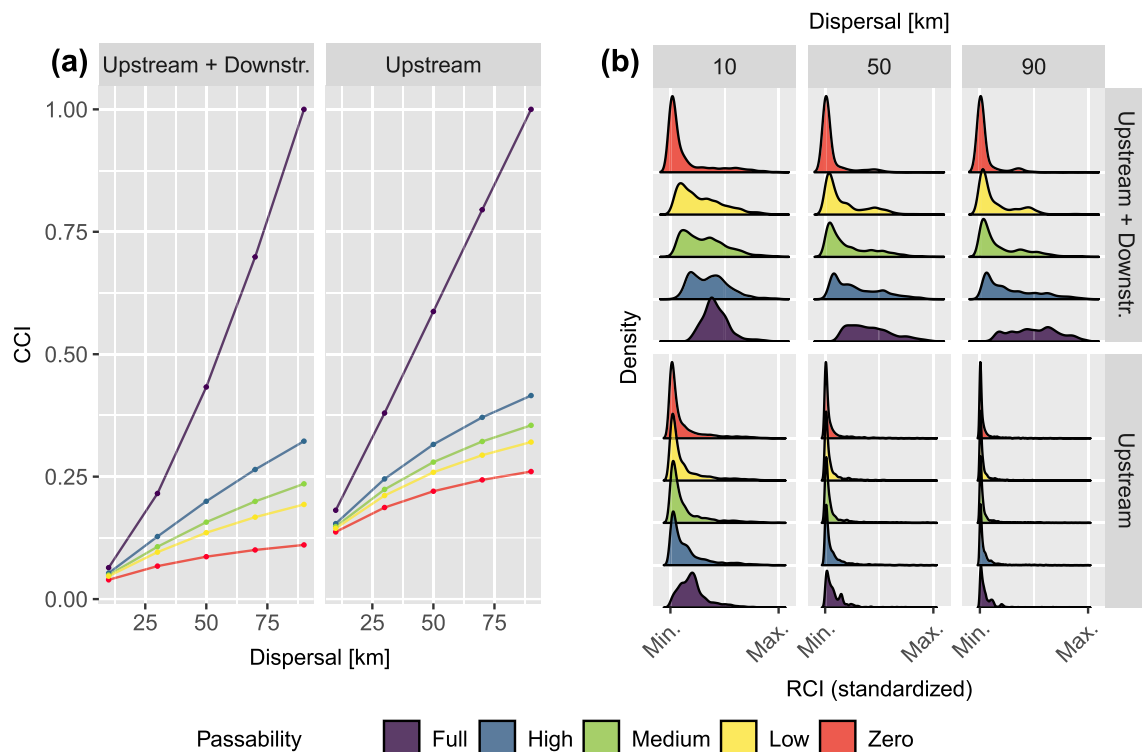 (a)
Upstream + Downstr.
Upstream
CCI
1.00
0.75
0.50
0.25
0.00
25
50
75
25
50
75
Dispersal [km]
(b)
Dispersal [km]
10
50
90
Density
Upstream + Downstr.
Upstream
Min.
Max.
Min.
Max.
Min.
Max.
RCI (standardized)
Passability
Full
High
Medium
Low
Zero